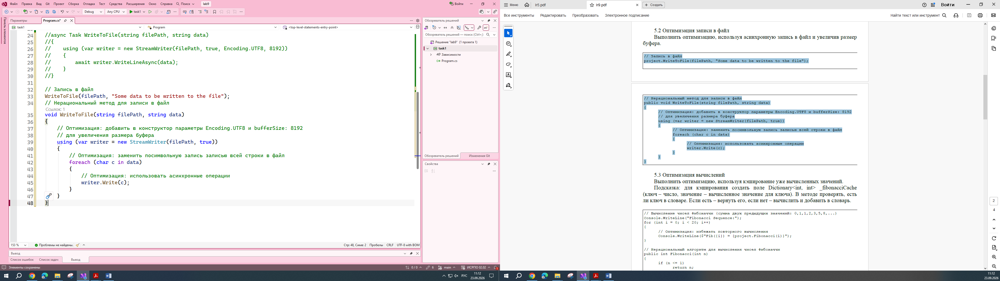 Файл Правка Вид Git Проект Сборка Отладка Тест Средства Расширения Окно Справка Поиск lab9 Войти
Debug Any CPU task1
Панель элементов
Параметры Program.cs*
task1 Program <top-level-statements-entry-point>
24 //async Task WriteToFile(string filePath, string data)
25 //{
26 //    using (var writer = new StreamWriter(filePath, true, Encoding.UTF8, 8192))
27 //    {
28 //        await writer.WriteLineAsync(data);
29 //    }
30 //}
31
32 // Запись в файл
33 WriteToFile(filePath, "Some data to be written to the file");
34 // Нерациональный метод для записи в файл
Ссылок: 1
35 void WriteToFile(string filePath, string data)
36 {
37     // Оптимизация: добавить в конструктор параметры Encoding.UTF8 и bufferSize: 8192
38     // для увеличения размера буфера
39     using (var writer = new StreamWriter(filePath, true))
40     {
41         // Оптимизация: заменить посимвольную запись записью всей строки в файл
42         foreach (char c in data)
43         {
44             // Оптимизация: использовать асинхронные операции
45             writer.Write(c);
46         }
47     }
48 }
153 % Проблемы не найдены. Стр: 48, Симв: 2 Пробелы CRLF UTF-8 with BOM
Вывод
Список ошибок Список задач Вывод
Элементы сохранены 0 / 0 6 main ИСРПО 02.02 1
Обозреватель решений
Обозреватель решений — поиск (Ctrl+;)
Решение "lab9" (1 проекта 1)
task1
Зависимости
C# Program.cs
Обозреватель решений Изменения Git
Свойства
РУС 11:12
23.09.2026
Меню lr5.pdf lr9.pdf Создать Войти
Все инструменты Редактировать Преобразовать Электронное подписание Найти текст или инструмент
5.2 Оптимизация записи в файл
Выполнить оптимизацию, используя асинхронную запись в файл и увеличив размер
буфера.
// Запись в файл
project.WriteToFile(filePath, "Some data to be written to the file");
// Нерациональный метод для записи в файл
public void WriteToFile(string filePath, string data)
{
// Оптимизация: добавить в конструктор параметры Encoding.UTF8 и bufferSize: 8192
// для увеличения размера буфера
using (var writer = new StreamWriter(filePath, true))
{
// Оптимизация: заменить посимвольную запись записью всей строки в файл
foreach (char c in data)
{
// Оптимизация: использовать асинхронные операции
writer.Write(c);
}
}
}
5.3 Оптимизация вычислений
Выполнить оптимизацию, используя кэширование уже вычисленных значений.
Подсказка: для кэширования создать поле Dictionary<int, int> _fibonacciCache
(ключ – число, значение – вычисленное значение для ключа). В методе проверять, есть
ли ключ в словаре. Если есть – вернуть его, если нет – вычислить и добавить в словарь.
// Вычисление чисел Фибоначчи (сумма двух предыдущих значений: 0,1,1,2,3,5,8,...)
Console.WriteLine("Fibonacci Sequence:");
for (int i = 0; i < 20; i++)
{
// Оптимизация: избежать повторного вычисления
Console.WriteLine($"Fib({i}) = {project.Fibonacci(i)}");
}
// Нерациональный алгоритм для вычисления чисел Фибоначчи
public int Fibonacci(int n)
{
if (n <= 1)
return n;
2
4
11:12
23.09.2026